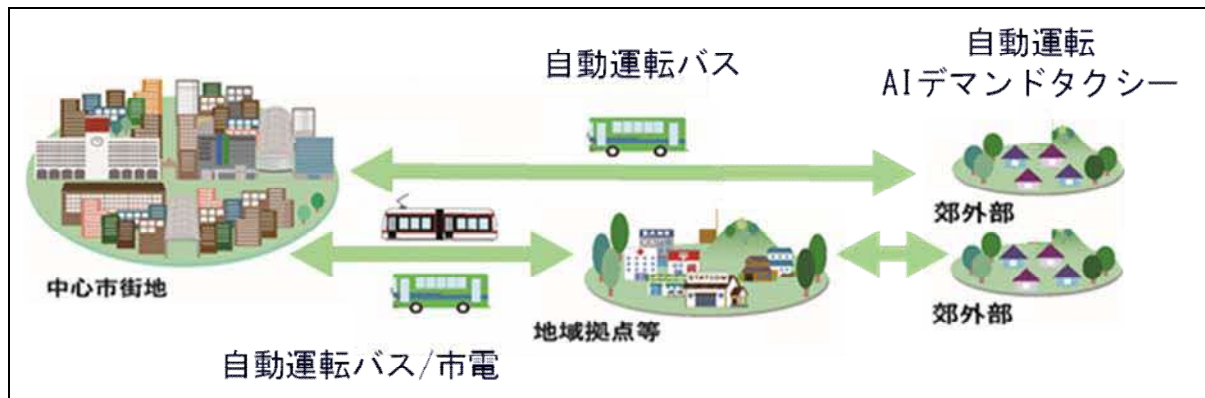 自動運転バス
自動運転
AIデマンドタクシー
郊外部
中心市街地
BANK
STATION
地域拠点等
郊外部
自動運転バス/市電